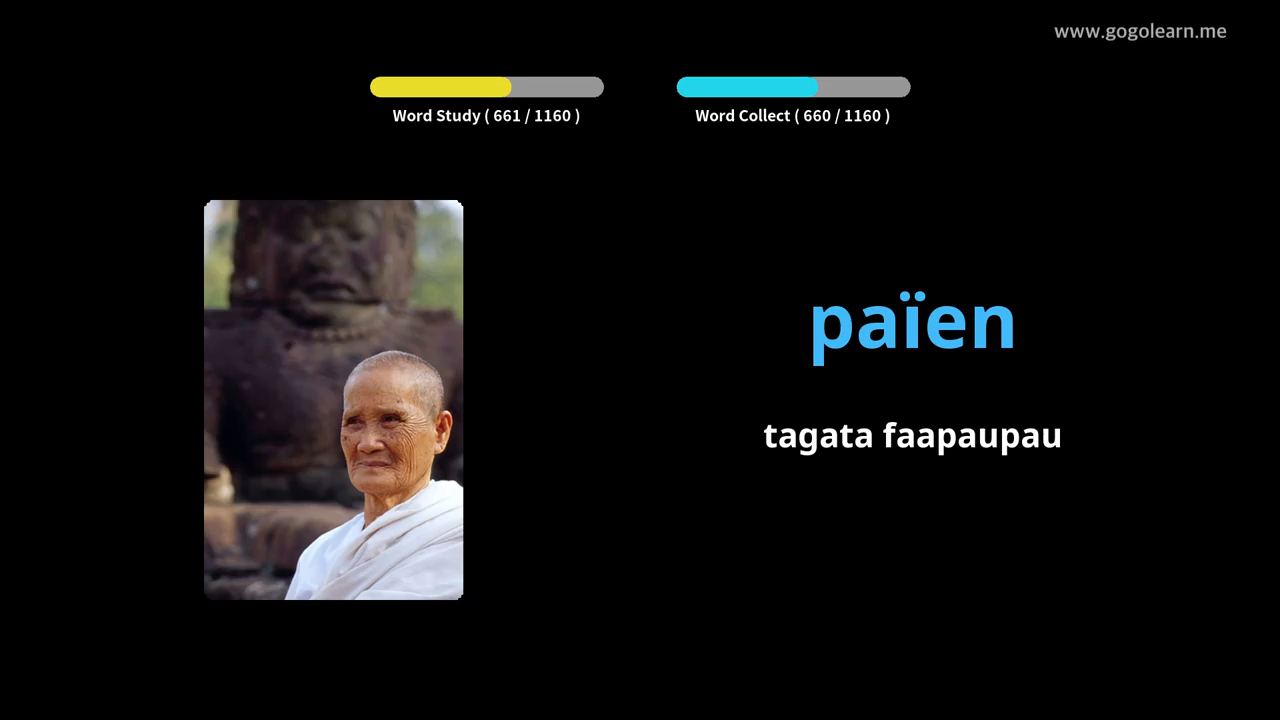 www.gogolearn.me
Word Study ( 661 / 1160 )
Word Collect ( 660 / 1160 )
païen
tagata faapaupau